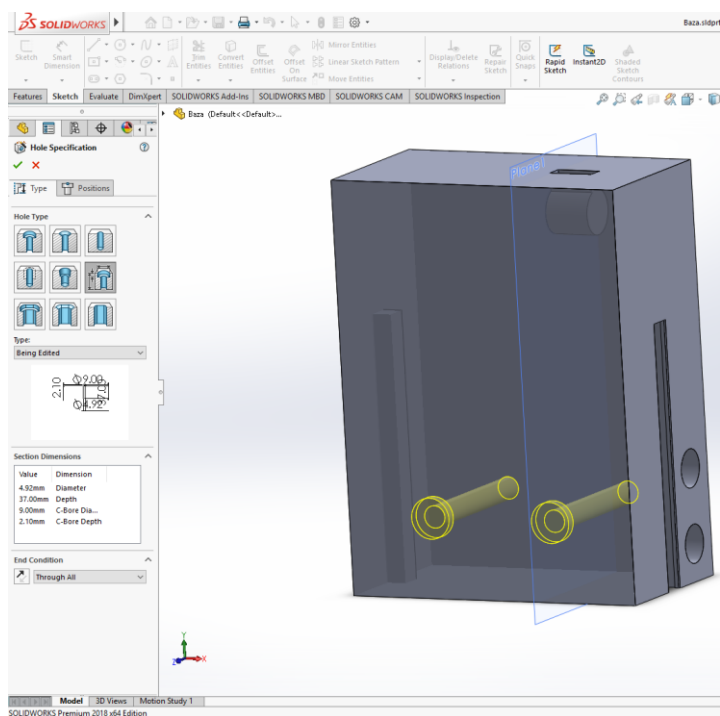 3S SOLIDWORKS
Baza.sldprt
Sketch
Smart Dimension
Trim Entities
Convert Entities
Offset Entities
Offset On Surface
Mirror Entities
Linear Sketch Pattern
Move Entities
Display/Delete Relations
Repair Sketch
Quick Snaps
Rapid Sketch
Instant2D
Shaded Sketch Contours
Features Sketch Evaluate DimXpert SOLIDWORKS Add-Ins SOLIDWORKS MBD SOLIDWORKS CAM SOLIDWORKS Inspection
Baza (Default<<Default>...
Hole Specification
Type Positions
Hole Type
Type:
Being Edited
2.10
Section Dimensions
Value Dimension
4.92mm Diameter
37.00mm Depth
9.00mm C-Bore Dia...
2.10mm C-Bore Depth
End Condition
Through All
Plane1
Y
X
Z
Model 3D Views Motion Study 1
SOLIDWORKS Premium 2018 x64 Edition